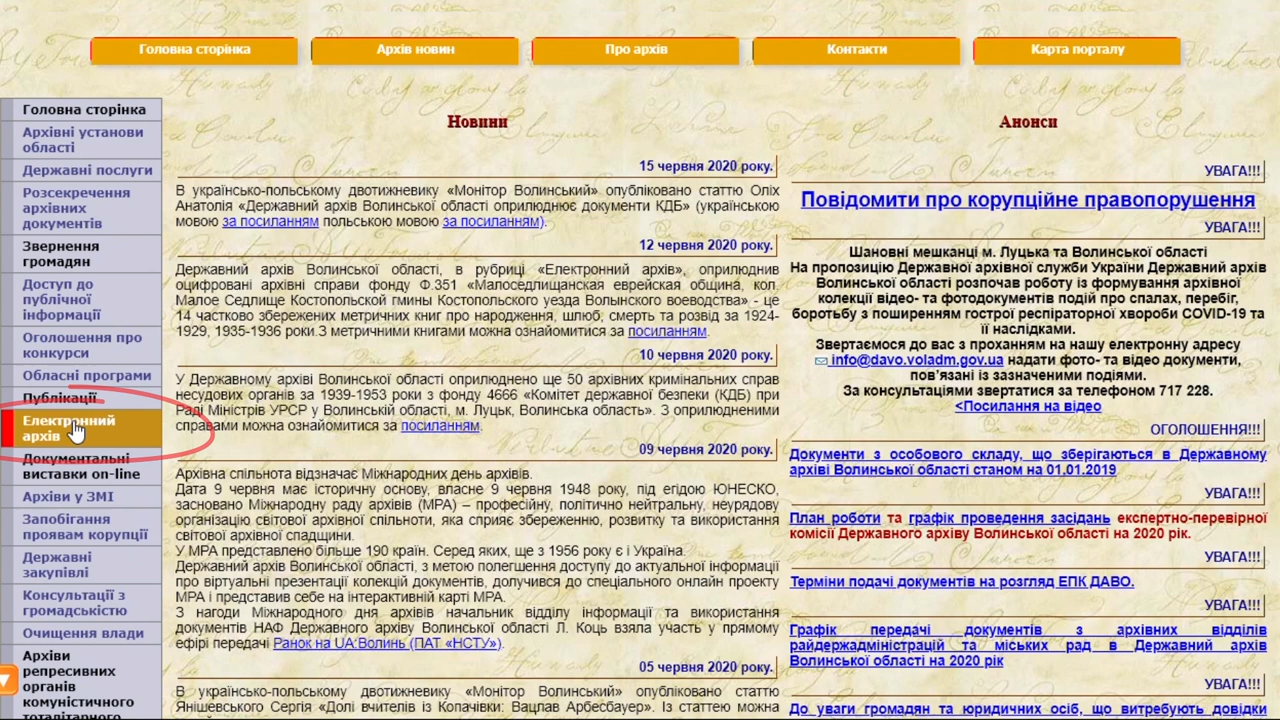 Головна сторінка
Архів новин
Про архів
Контакти
Карта порталу
Головна сторінка
Архівні установи
області
Державні послуги
Розсекречення
архівних
документів
Звернення
громадян
Доступ до
публічної
інформації
Оголошення про
конкурси
Обласні програми
Публікації
Електронний
архів
Документальні
виставки on-line
Архіви у ЗМІ
Запобігання
проявам корупції
Державні
закупівлі
Консультації з
громадськістю
Очищення влади
Архіви
репресивних
органів
комуністичного
тоталітарного
Новини
15 червня 2020 року.
В українсько-польському двотижневику «Монітор Волинський» опубліковано статтю Оліх
Анатолія «Державний архів Волинської області оприлюднює документи КДБ» (українською
мовою за посиланням польською мовою за посиланням).
12 червня 2020 року.
Державний архів Волинської області, в рубриці «Електронний архів», оприлюднив
оцифровані архівні справи фонду Ф.351 «Малоседлищанская еврейская община, кол.
Малое Седлище Костопольской гмины Костопольского уезда Волынского воеводства» - це
14 частково збережених метричних книг про народження, шлюб, смерть та розвід за 1924-
1929, 1935-1936 роки.З метричними книгами можна ознайомитися за посиланням.
10 червня 2020 року.
У Державному архіві Волинської області оприлюднено ще 50 архівних кримінальних справ
несудових органів за 1939-1953 роки з фонду 4666 «Комітет державної безпеки (КДБ) при
Раді Міністрів УРСР у Волинській області, м. Луцьк, Волинська область». З оприлюдненими
справами можна ознайомитися за посиланням.
09 червня 2020 року.
Архівна спільнота відзначає Міжнародних день архівів.
Дата 9 червня має історичну основу, власне 9 червня 1948 року, під егідою ЮНЕСКО,
засновано Міжнародну раду архівів (МРА) – професійну, політично нейтральну, неурядову
організацію світової архівної спільноти, яка сприяє збереженню, розвитку та використання
світової архівної спадщини.
У МРА представлено більше 190 країн. Серед яких, ще з 1956 року є і Україна.
Державний архів Волинської області, з метою полегшення доступу до актуальної інформації
про віртуальні презентації колекцій документів, долучився до спеціального онлайн проекту
МРА і представив себе на інтерактивній карті МРА.
З нагоди Міжнародного дня архівів начальник відділу інформації та використання
документів НАФ Державного архіву Волинської області Л. Коць взяла участь у прямому
ефірі передачі Ранок на UA:Волинь (ПАТ «НСТУ»).
05 червня 2020 року.
В українсько-польському двотижневику «Монітор Волинський» опубліковано статтю
Янішевського Сергія «Долі вчителів із Копачівки: Вацлав Арбесбауер». Із статтею можна
Анонси
УВАГА!!!
Повідомити про корупційне правопорушення
УВАГА!!!
Шановні мешканці м. Луцька та Волинської області
На пропозицію Державної архівної служби України Державний архів
Волинської області розпочав роботу із формування архівної
колекції відео- та фотодокументів подій про спалах, перебіг,
боротьбу з поширенням гострої респіраторної хвороби COVID-19 та
її наслідками.
Звертаємося до вас з проханням на нашу електронну адресу
info@davo.voladm.gov.ua надати фото- та відео документи,
пов'язані із зазначеними подіями.
За консультаціями звертатися за телефоном 717 228.
<Посилання на відео
ОГОЛОШЕННЯ!!!
Документи з особового складу, що зберігаються в Державному
архіві Волинської області станом на 01.01.2019
УВАГА!!!
План роботи та графік проведення засідань експертно-перевірної
комісії Державного архіву Волинської області на 2020 рік.
УВАГА!!!
Терміни подачі документів на розгляд ЕПК ДАВО.
УВАГА!!!
Графік передачі документів з архівних відділів
райдержадміністрацій та міських рад в Державний архів
Волинської області на 2020 рік
УВАГА!!!
До уваги громадян та юридичних осіб, що витребують довідки